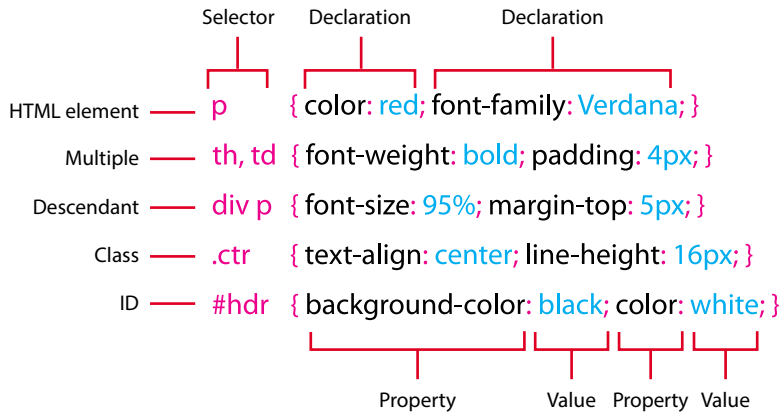 Selector Declaration Declaration
HTML element p { color: red; font-family: Verdana; }
Multiple th, td { font-weight: bold; padding: 4px; }
Descendant div p { font-size: 95%; margin-top: 5px; }
Class .ctr { text-align: center; line-height: 16px; }
ID #hdr { background-color: black; color: white; }
Property Value Property Value